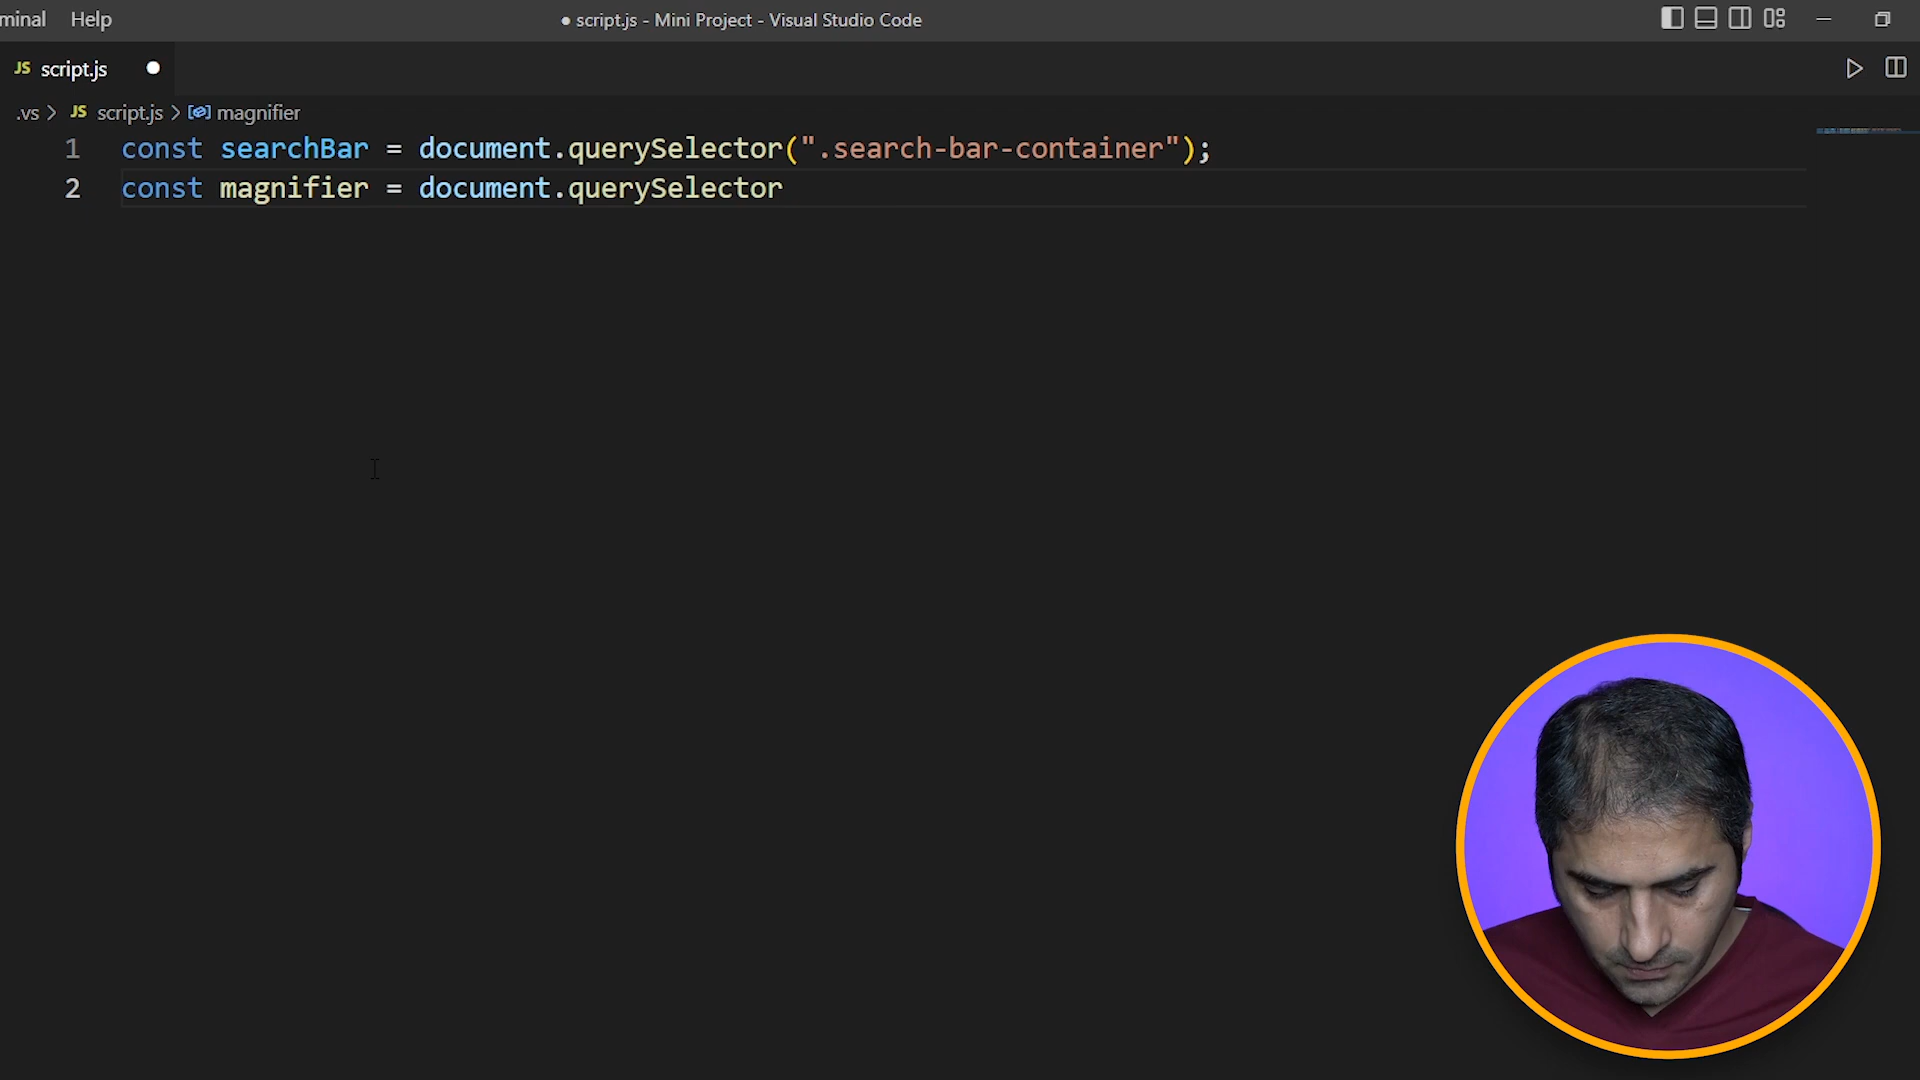 minal Help
● script.js - Mini Project - Visual Studio Code
JS script.js
.vs > JS script.js > magnifier
1 const searchBar = document.querySelector(".search-bar-container");
2 const magnifier = document.querySelector